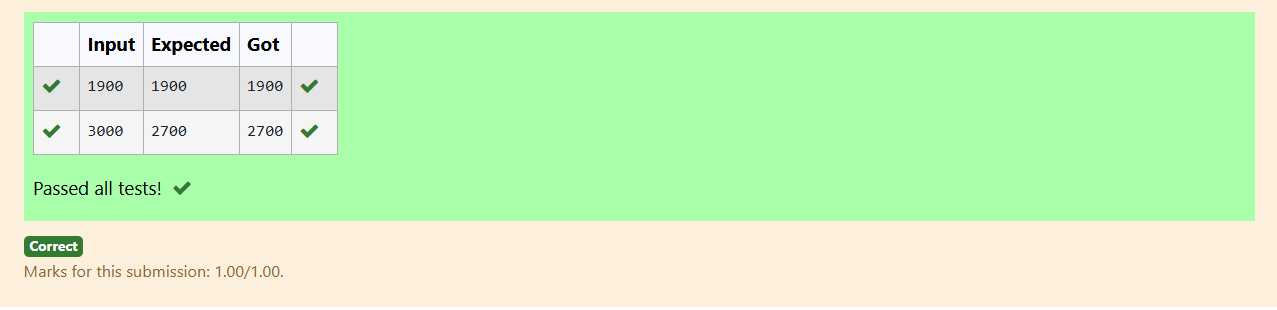 Input Expected Got
1900 1900 1900
3000 2700 2700
Passed all tests!
Correct
Marks for this submission: 1.00/1.00.